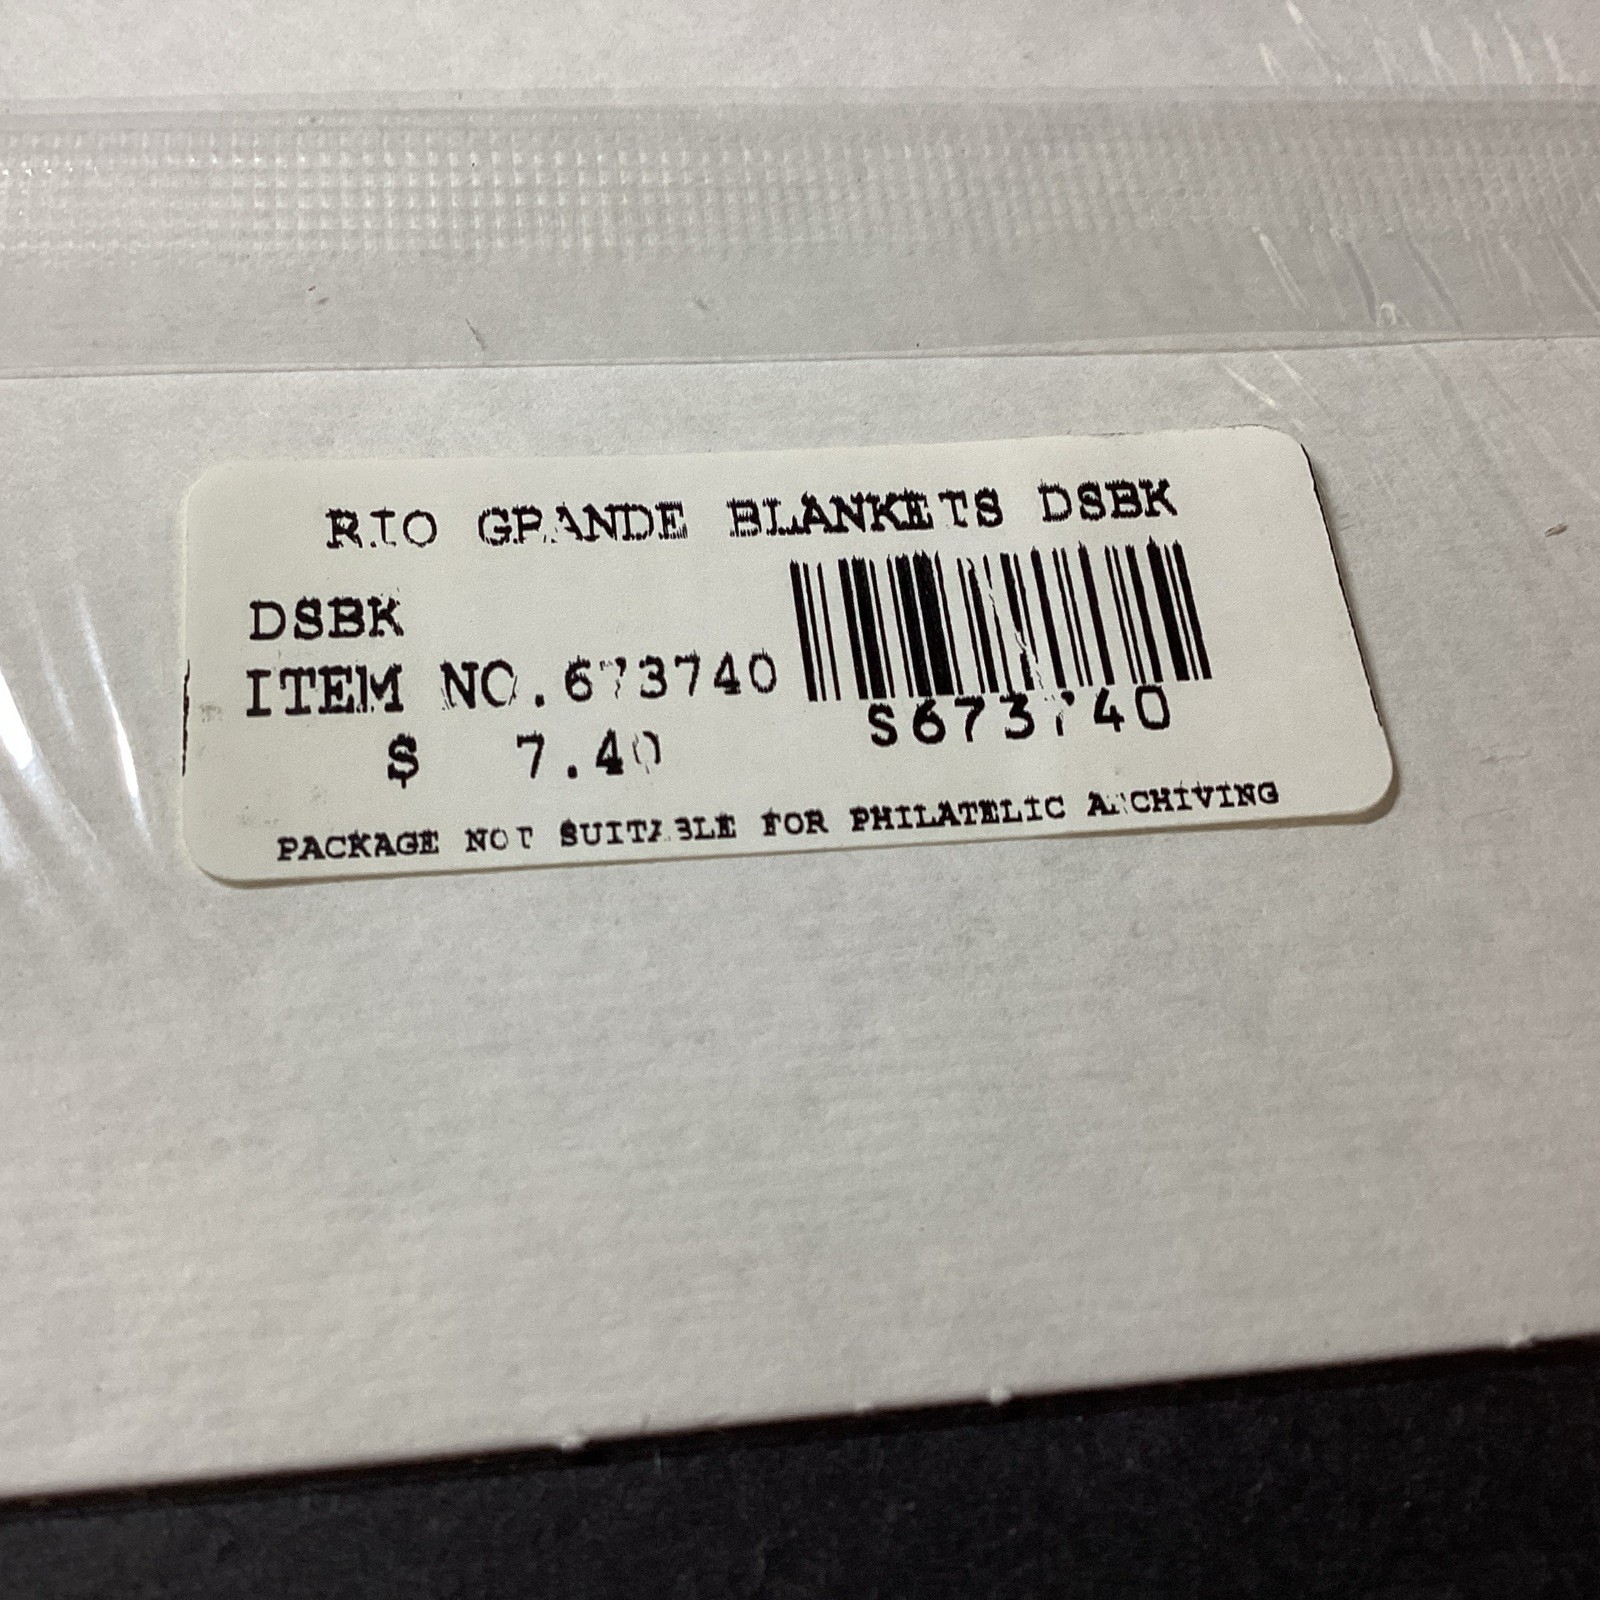 RIO GRANDE BLANKETS DSBK
DSBK
ITEM NO.673740
$ 7.40
S673740
PACKAGE NOT SUITABLE FOR PHILATELIC ARCHIVING